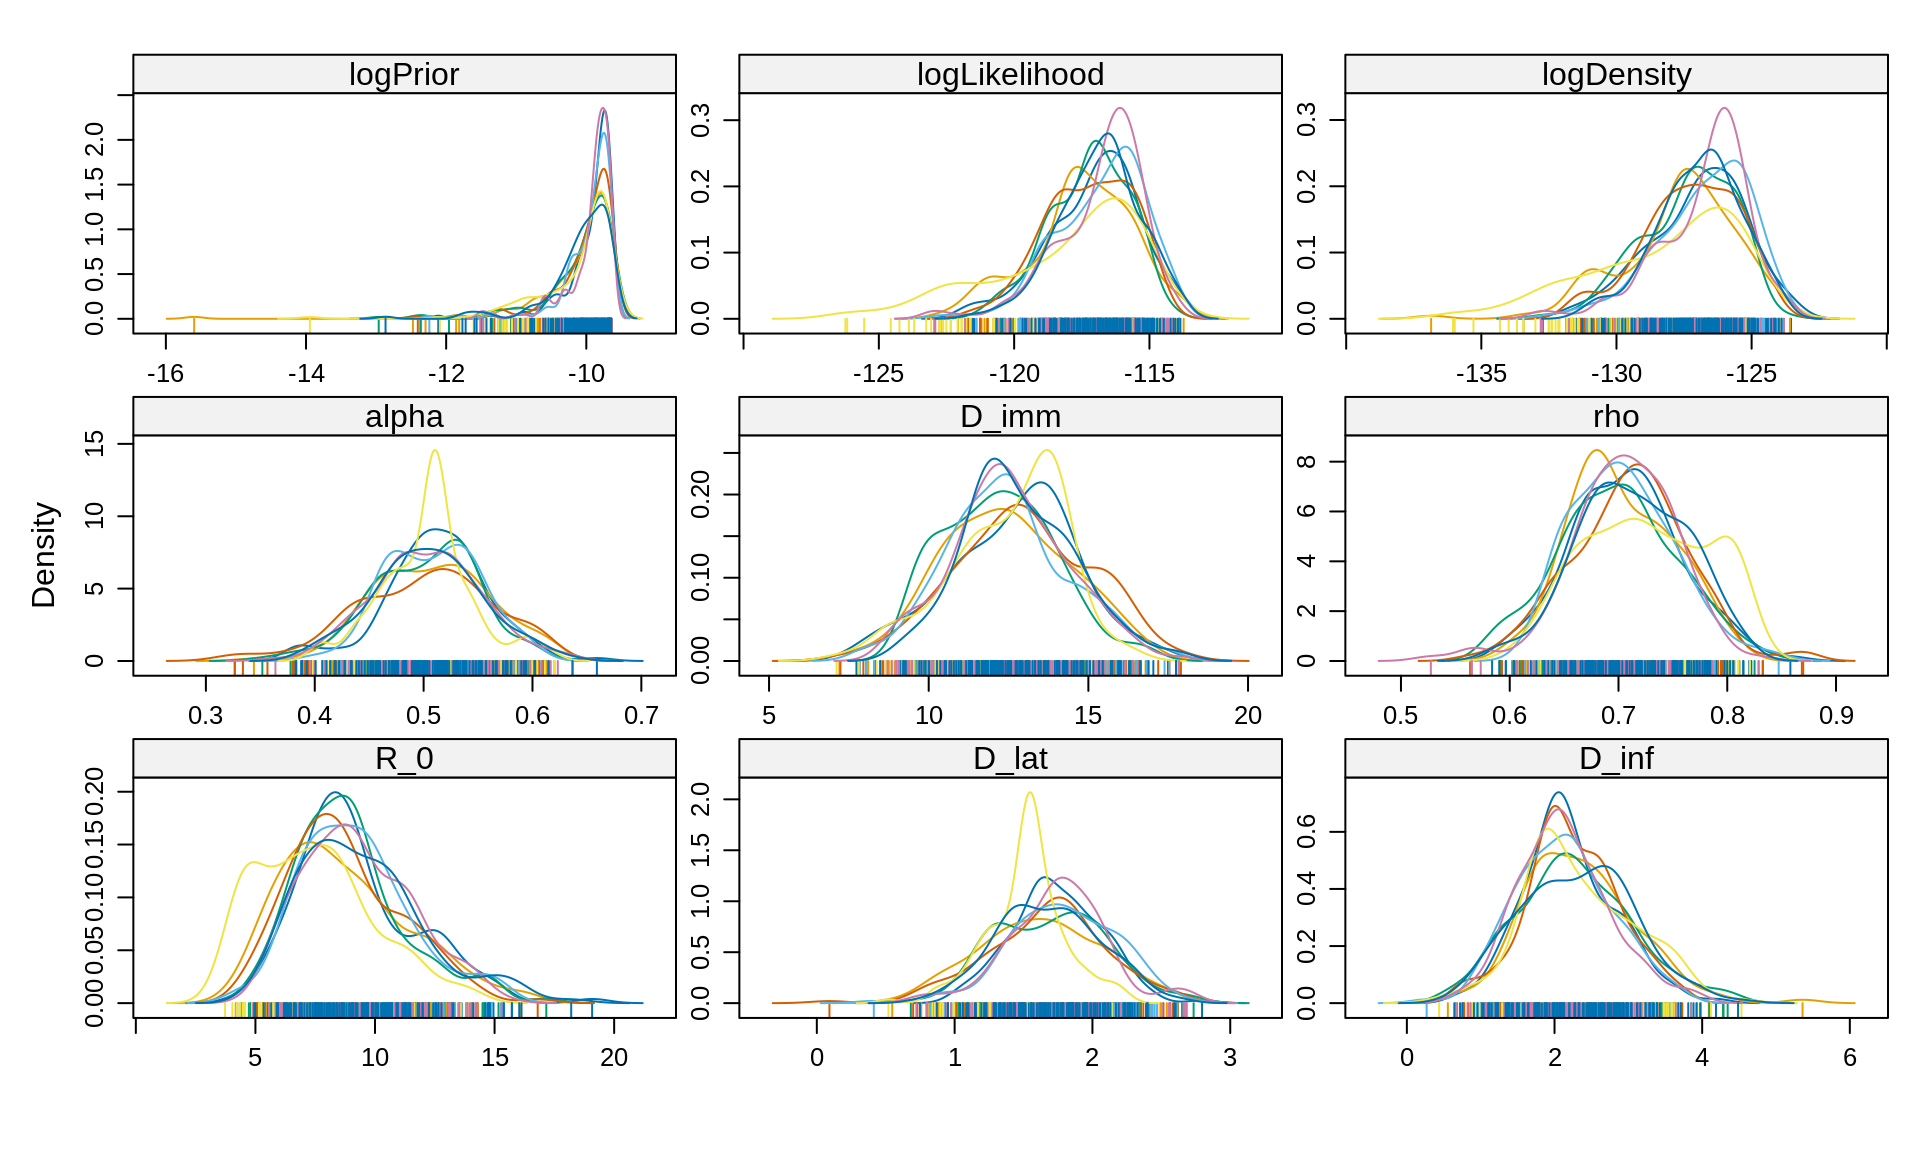 logPrior
0.0 0.5 1.0 1.5 2.0
-16 -14 -12 -10
logLikelihood
0.0 0.1 0.2 0.3
-125 -120 -115
logDensity
0.0 0.1 0.2 0.3
-135 -130 -125
Density
alpha
0 5 10 15
0.3 0.4 0.5 0.6 0.7
D_imm
0.00 0.10 0.20
5 10 15 20
rho
0 2 4 6 8
0.5 0.6 0.7 0.8 0.9
R_0
0.00 0.05 0.10 0.15 0.20
5 10 15 20
D_lat
0.0 0.5 1.0 1.5 2.0
0 1 2 3
D_inf
0.0 0.2 0.4 0.6
0 2 4 6